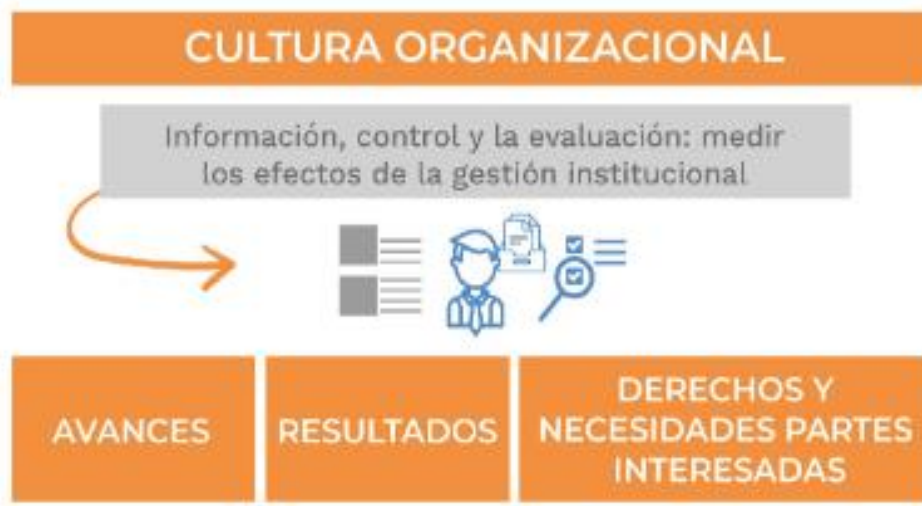 CULTURA ORGANIZACIONAL
Información, control y la evaluación: medir
los efectos de la gestión institucional
AVANCES
RESULTADOS
DERECHOS Y
NECESIDADES PARTES
INTERESADAS